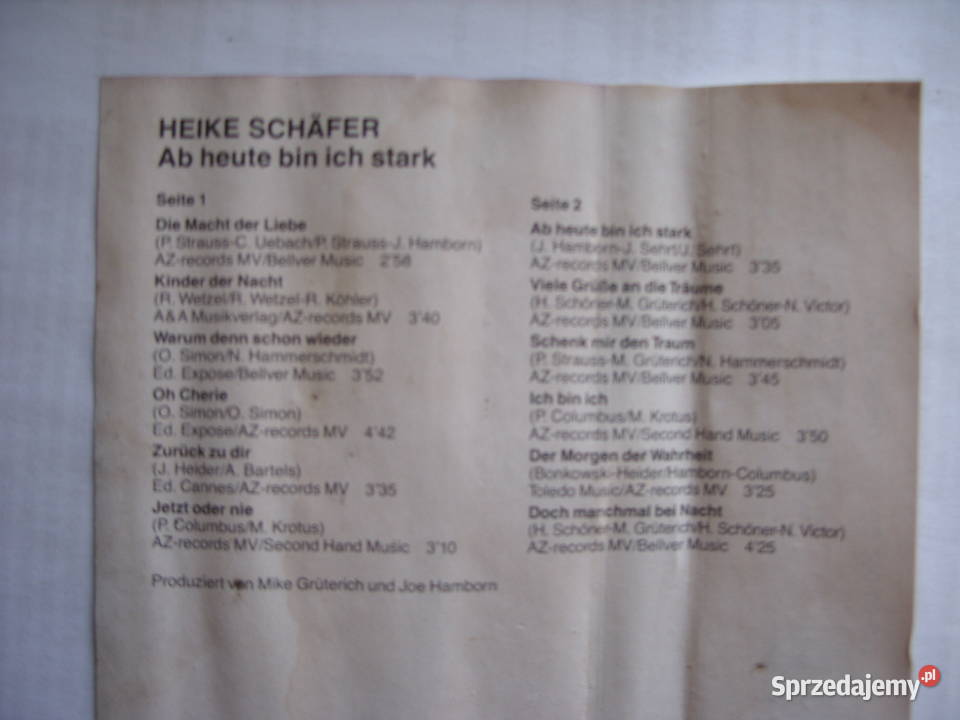 HEIKE SCHÄFER
Ab heute bin ich stark
Seite 1
Die Macht der Liebe
(P. Strauss-C. Uebach/P. Strauss-J. Hamborn)
AZ-records MV/Bellver Music 2'58
Kinder der Nacht
(R. Wetzel/R. Wetzel-R. Köhler)
A&A Musikverlag/AZ-records MV 3'40
Warum denn schon wieder
(O. Simon/N. Hammerschmidt)
Ed. Expose/Bellver Music 3'52
Oh Cherie
(O. Simon/O. Simon)
Ed. Expose/AZ-records MV 4'42
Zurück zu dir
(J. Heider/A. Bartels)
Ed. Cannes/AZ-records MV 3'35
Jetzt oder nie
(P. Columbus/M. Krotus)
AZ-records MV/Second Hand Music 3'10
Produziert von Mike Grüterich und Joe Hamborn
Seite 2
Ab heute bin ich stark
(J. Hamborn-J. Sehrt/J. Sehrt)
AZ-records MV/Bellver Music 3'35
Viele Grüße an die Träume
(H. Schöner-M. Grüterich/H. Schöner-N. Victor)
AZ-records MV/Bellver Music 3'05
Schenk mir den Traum
(P. Strauss-M. Grüterich/N. Hammerschmidt)
AZ-records MV/Bellver Music 3'45
Ich bin ich
(P. Columbus/M. Krotus)
AZ-records MV/Second Hand Music 3'50
Der Morgen der Wahrheit
(Bonkowski-Heider/Hamborn-Columbus)
Toledo Music/AZ-records MV 3'25
Doch manchmal bei Nacht
(H. Schöner-M. Grüterich/H. Schöner-N. Victor)
AZ-records MV/Bellver Music 4'25
Sprzedajemy.pl